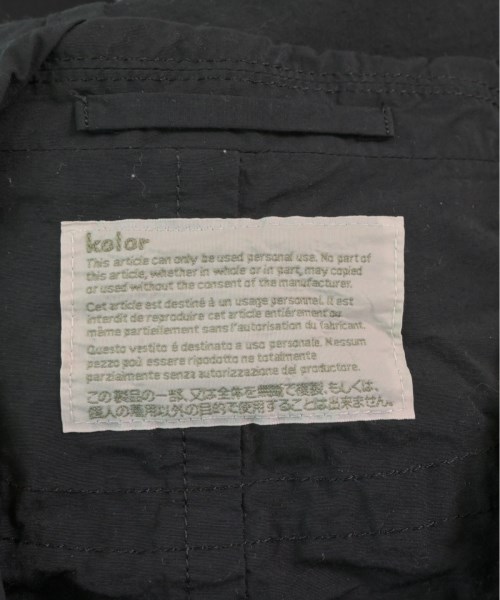 kolor
This article can only be used personal use. No part of
this article, whether in whole or in part, may copied
or used without the consent of the manufacturer.
Cet article est destiné à un usage personnel. Il est
interdit de reproduire cet article entiérement ou
même partiellement sans l'autorisation du fabricant.
Questo vestito é destinato a uso personale. Nessum
pezzo poú essere ripodotto ne totalmente
parzialmente senza autorizzazione del productore.
この製品の一部、又は全体を無断で複製、もしくは、
個人の着用以外の目的で使用することは出来ません。